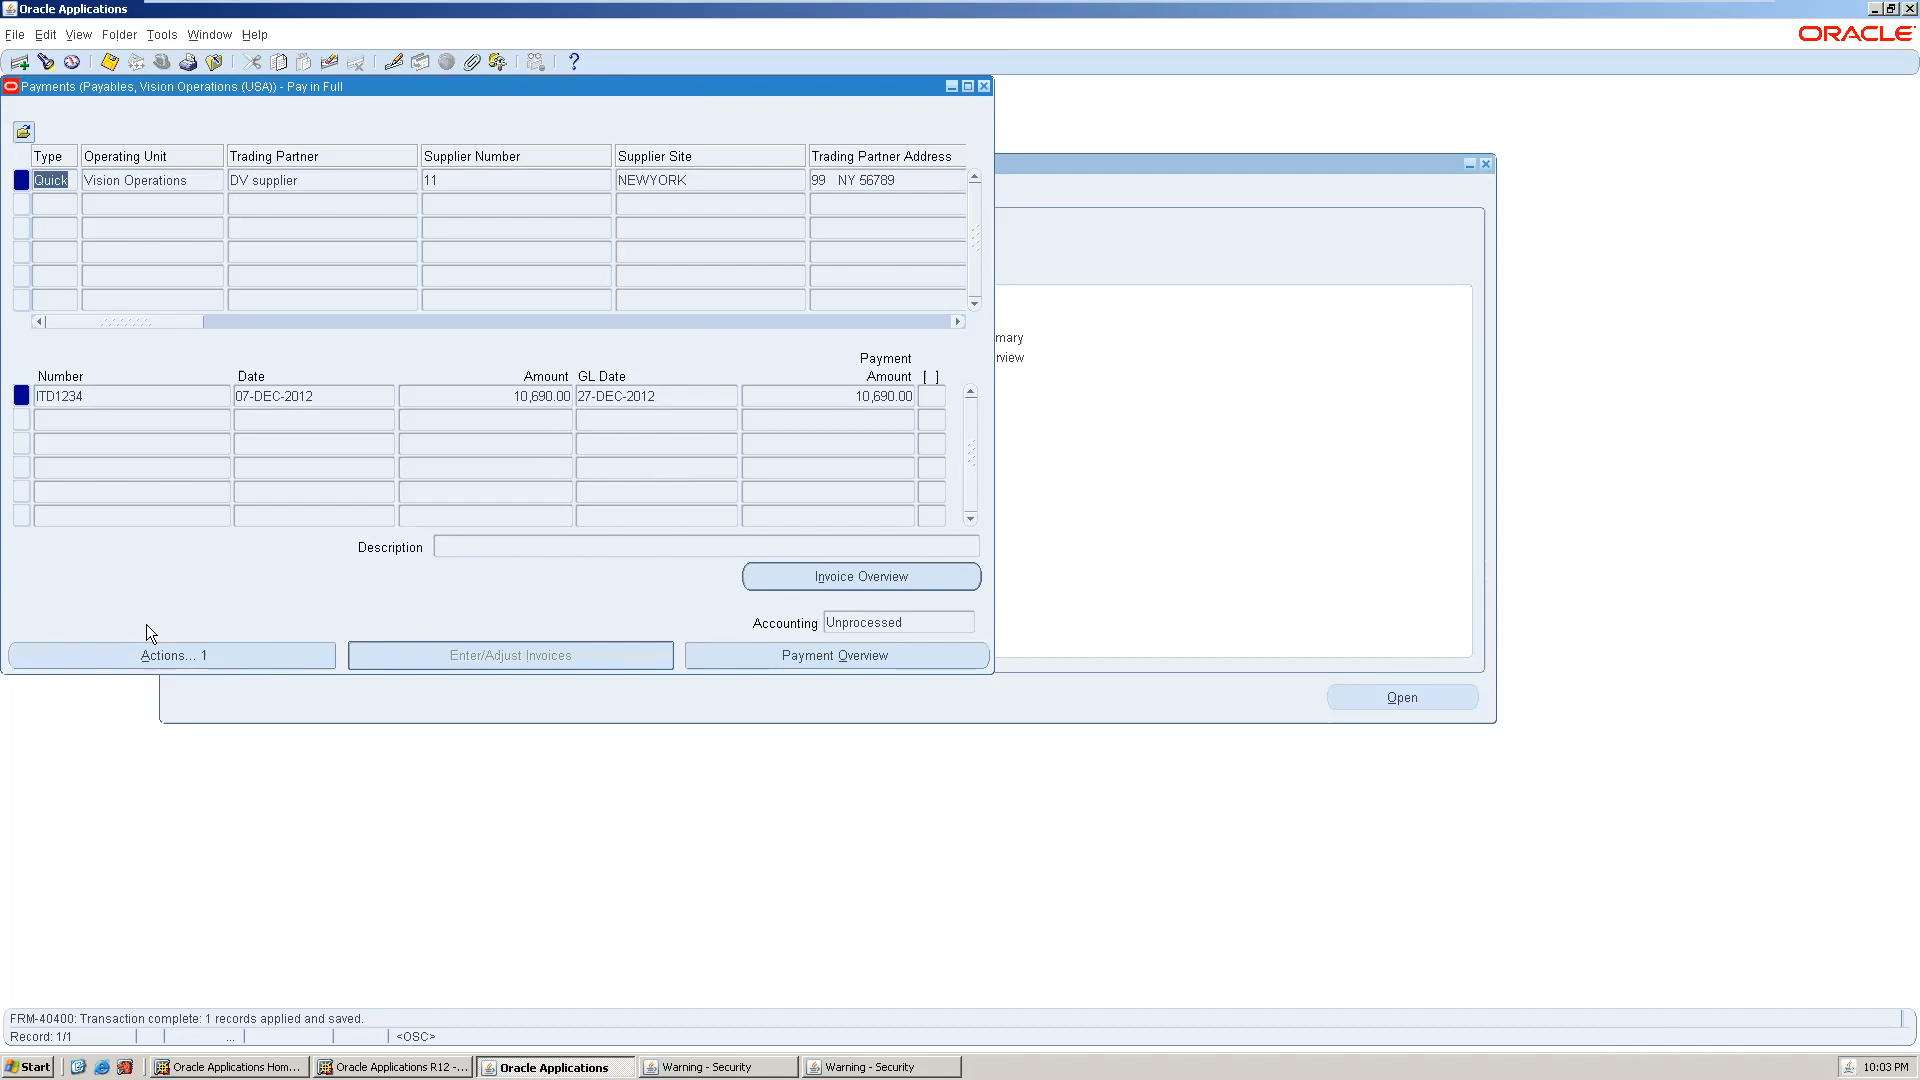 Oracle Applications
File Edit View Folder Tools Window Help
ORACLE
Payments (Payables, Vision Operations (USA)) - Pay in Full
Type Operating Unit Trading Partner Supplier Number Supplier Site Trading Partner Address
Quick Vision Operations DV supplier 11 NEWYORK 99 NY 56789
mary
rview
Payment
Number Date Amount GL Date Amount [ ]
ITD1234 07-DEC-2012 10,690.00 27-DEC-2012 10,690.00
Description
Invoice Overview
Accounting Unprocessed
Actions... 1 Enter/Adjust Invoices Payment Overview
Open
FRM-40400: Transaction complete: 1 records applied and saved.
Record: 1/1 ... <OSC>
Start Oracle Applications Hom... Oracle Applications R12 -... Oracle Applications Warning - Security Warning - Security 10:03 PM